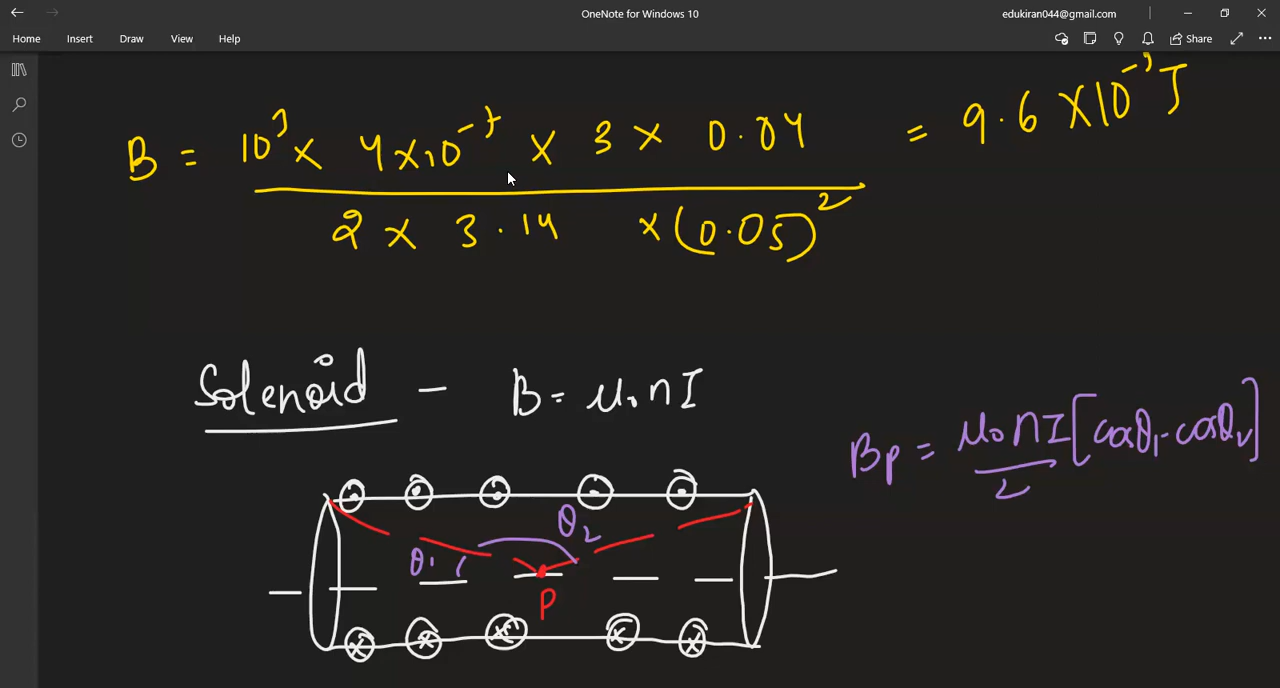 OneNote for Windows 10
edukiran044@gmail.com
Home Insert Draw View Help
Share
B = 10³ × 4×10⁻⁷ × 3 × 0.04 = 9.6 × 10⁻³ T
2 × 3.14 × (0.05)²
Solenoid - B = μ₀nI
Bp = μ₀nI [cosθ₁ - cosθ₂]
2
θ₁ θ₂
P